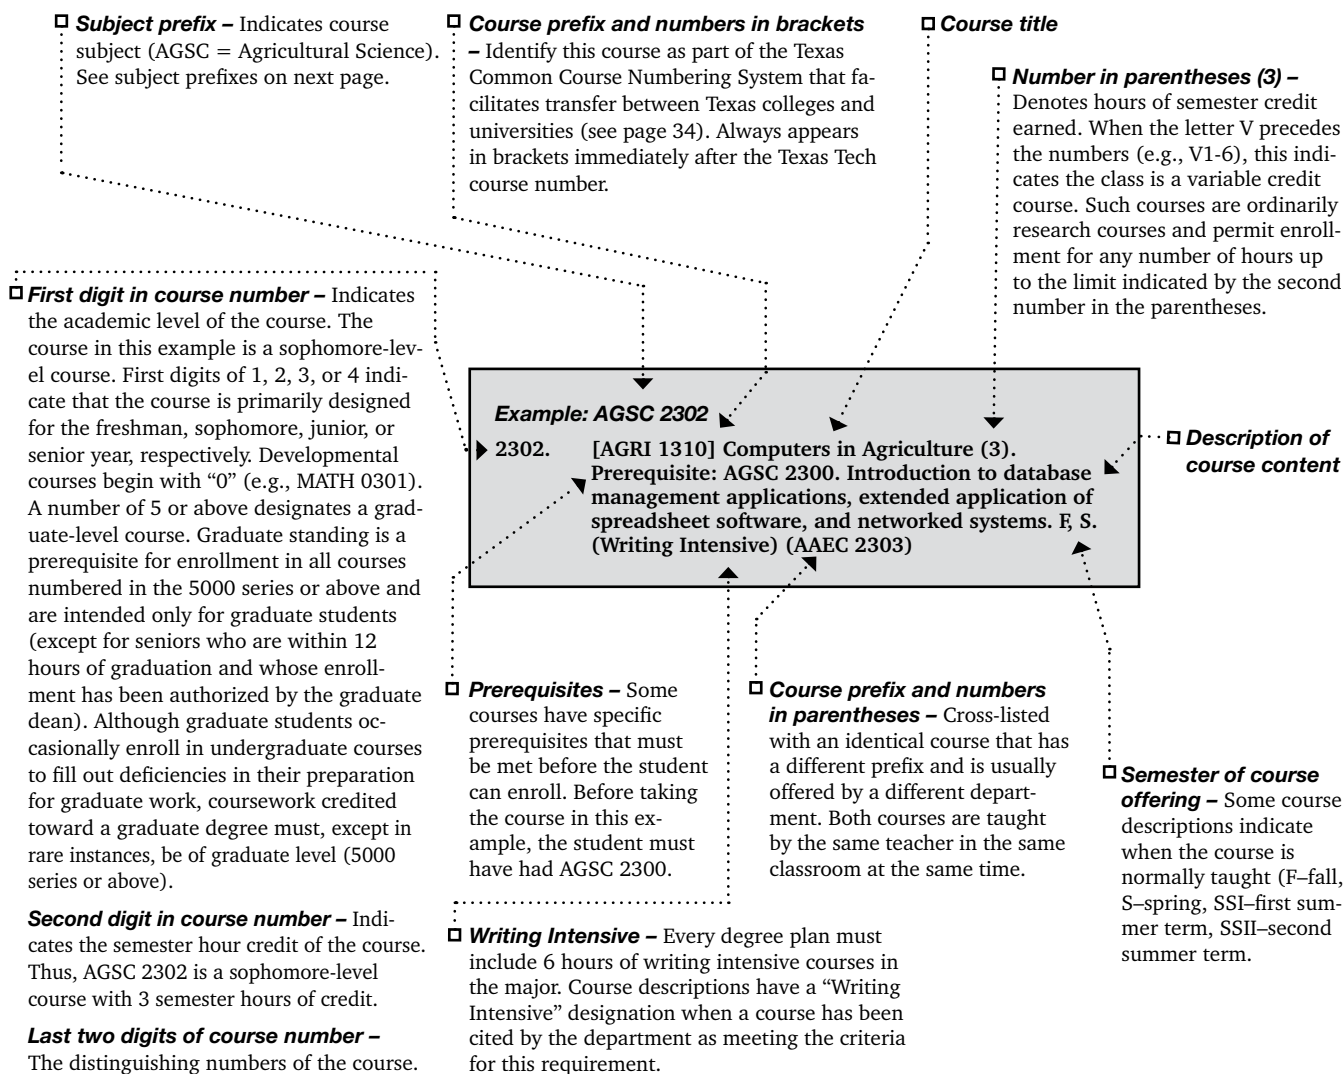 Subject prefix – Indicates course
subject (AGSC = Agricultural Science).
See subject prefixes on next page.
Course prefix and numbers in brackets
– Identify this course as part of the Texas
Common Course Numbering System that fa-
cilitates transfer between Texas colleges and
universities (see page 34). Always appears
in brackets immediately after the Texas Tech
course number.
Course title
Number in parentheses (3) –
Denotes hours of semester credit
earned. When the letter V precedes
the numbers (e.g., V1-6), this indi-
cates the class is a variable credit
course. Such courses are ordinarily
research courses and permit enroll-
ment for any number of hours up
to the limit indicated by the second
number in the parentheses.
First digit in course number – Indicates
the academic level of the course. The
course in this example is a sophomore-lev-
el course. First digits of 1, 2, 3, or 4 indi-
cate that the course is primarily designed
for the freshman, sophomore, junior, or
senior year, respectively. Developmental
courses begin with “0” (e.g., MATH 0301).
A number of 5 or above designates a grad-
uate-level course. Graduate standing is a
prerequisite for enrollment in all courses
numbered in the 5000 series or above and
are intended only for graduate students
(except for seniors who are within 12
hours of graduation and whose enroll-
ment has been authorized by the graduate
dean). Although graduate students oc-
casionally enroll in undergraduate courses
to fill out deficiencies in their preparation
for graduate work, coursework credited
toward a graduate degree must, except in
rare instances, be of graduate level (5000
series or above).
Second digit in course number – Indi-
cates the semester hour credit of the course.
Thus, AGSC 2302 is a sophomore-level
course with 3 semester hours of credit.
Last two digits of course number –
The distinguishing numbers of the course.
Example: AGSC 2302
2302. [AGRI 1310] Computers in Agriculture (3).
Prerequisite: AGSC 2300. Introduction to database
management applications, extended application of
spreadsheet software, and networked systems. F, S.
(Writing Intensive) (AAEC 2303)
Description of
course content
Prerequisites – Some
courses have specific
prerequisites that must
be met before the student
can enroll. Before taking
the course in this ex-
ample, the student must
have had AGSC 2300.
Course prefix and numbers
in parentheses – Cross-listed
with an identical course that has
a different prefix and is usually
offered by a different depart-
ment. Both courses are taught
by the same teacher in the same
classroom at the same time.
Semester of course
offering – Some course
descriptions indicate
when the course is
normally taught (F–fall,
S–spring, SSI–first sum-
mer term, SSII–second
summer term.
Writing Intensive – Every degree plan must
include 6 hours of writing intensive courses in
the major. Course descriptions have a “Writing
Intensive” designation when a course has been
cited by the department as meeting the criteria
for this requirement.